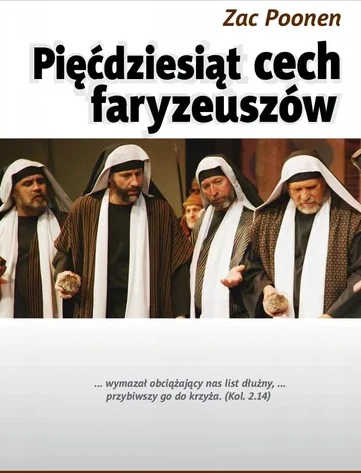 Zac Poonen
Pięćdziesiąt cech
faryzeuszów
... wymazał obciążający nas list dłużny, ...
przybiwszy go do krzyża. (Kol. 2.14)